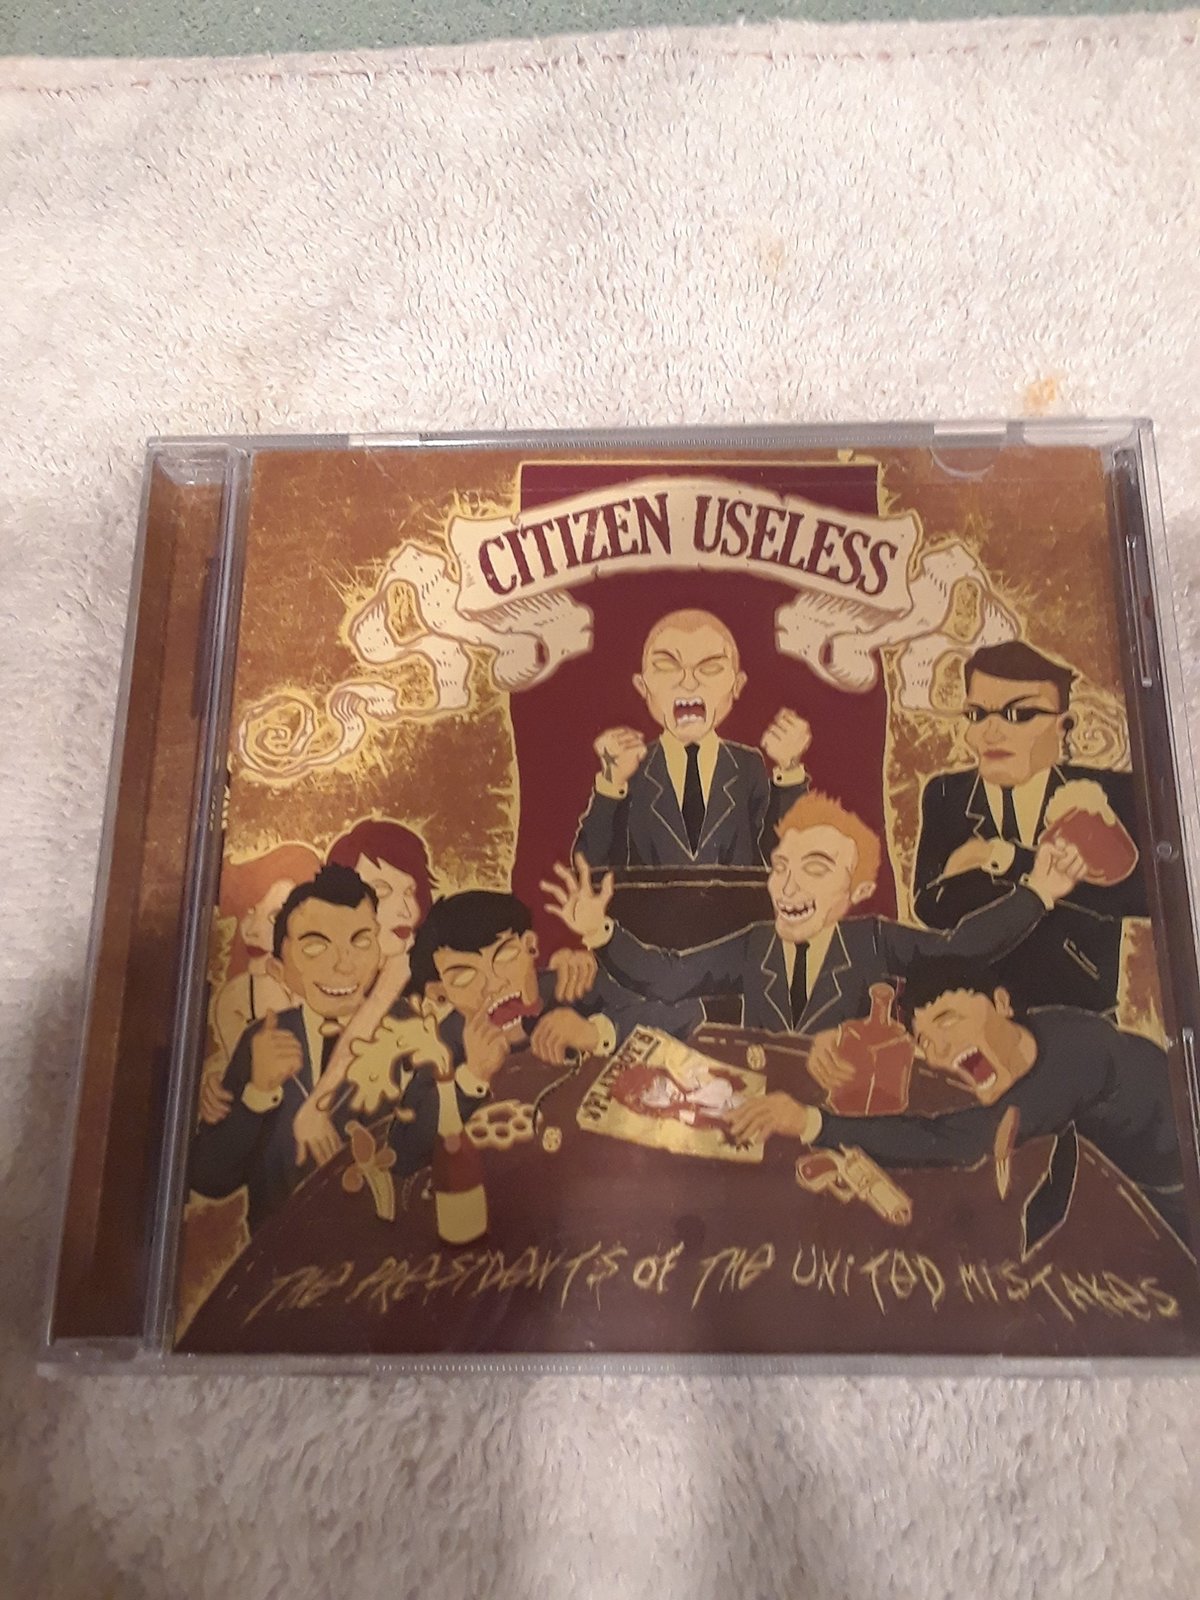 CITIZEN USELESS
THE PRESIDENTS OF THE UNITED MISTAKES